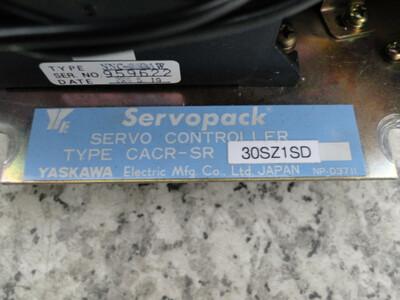 TYPE
SER. NO. 959622
DATE
Servopack
SERVO CONTROLLER
TYPE CACR-SR 30SZ1SD
YASKAWA Electric Mfg. Co., Ltd. JAPAN NP-D3711